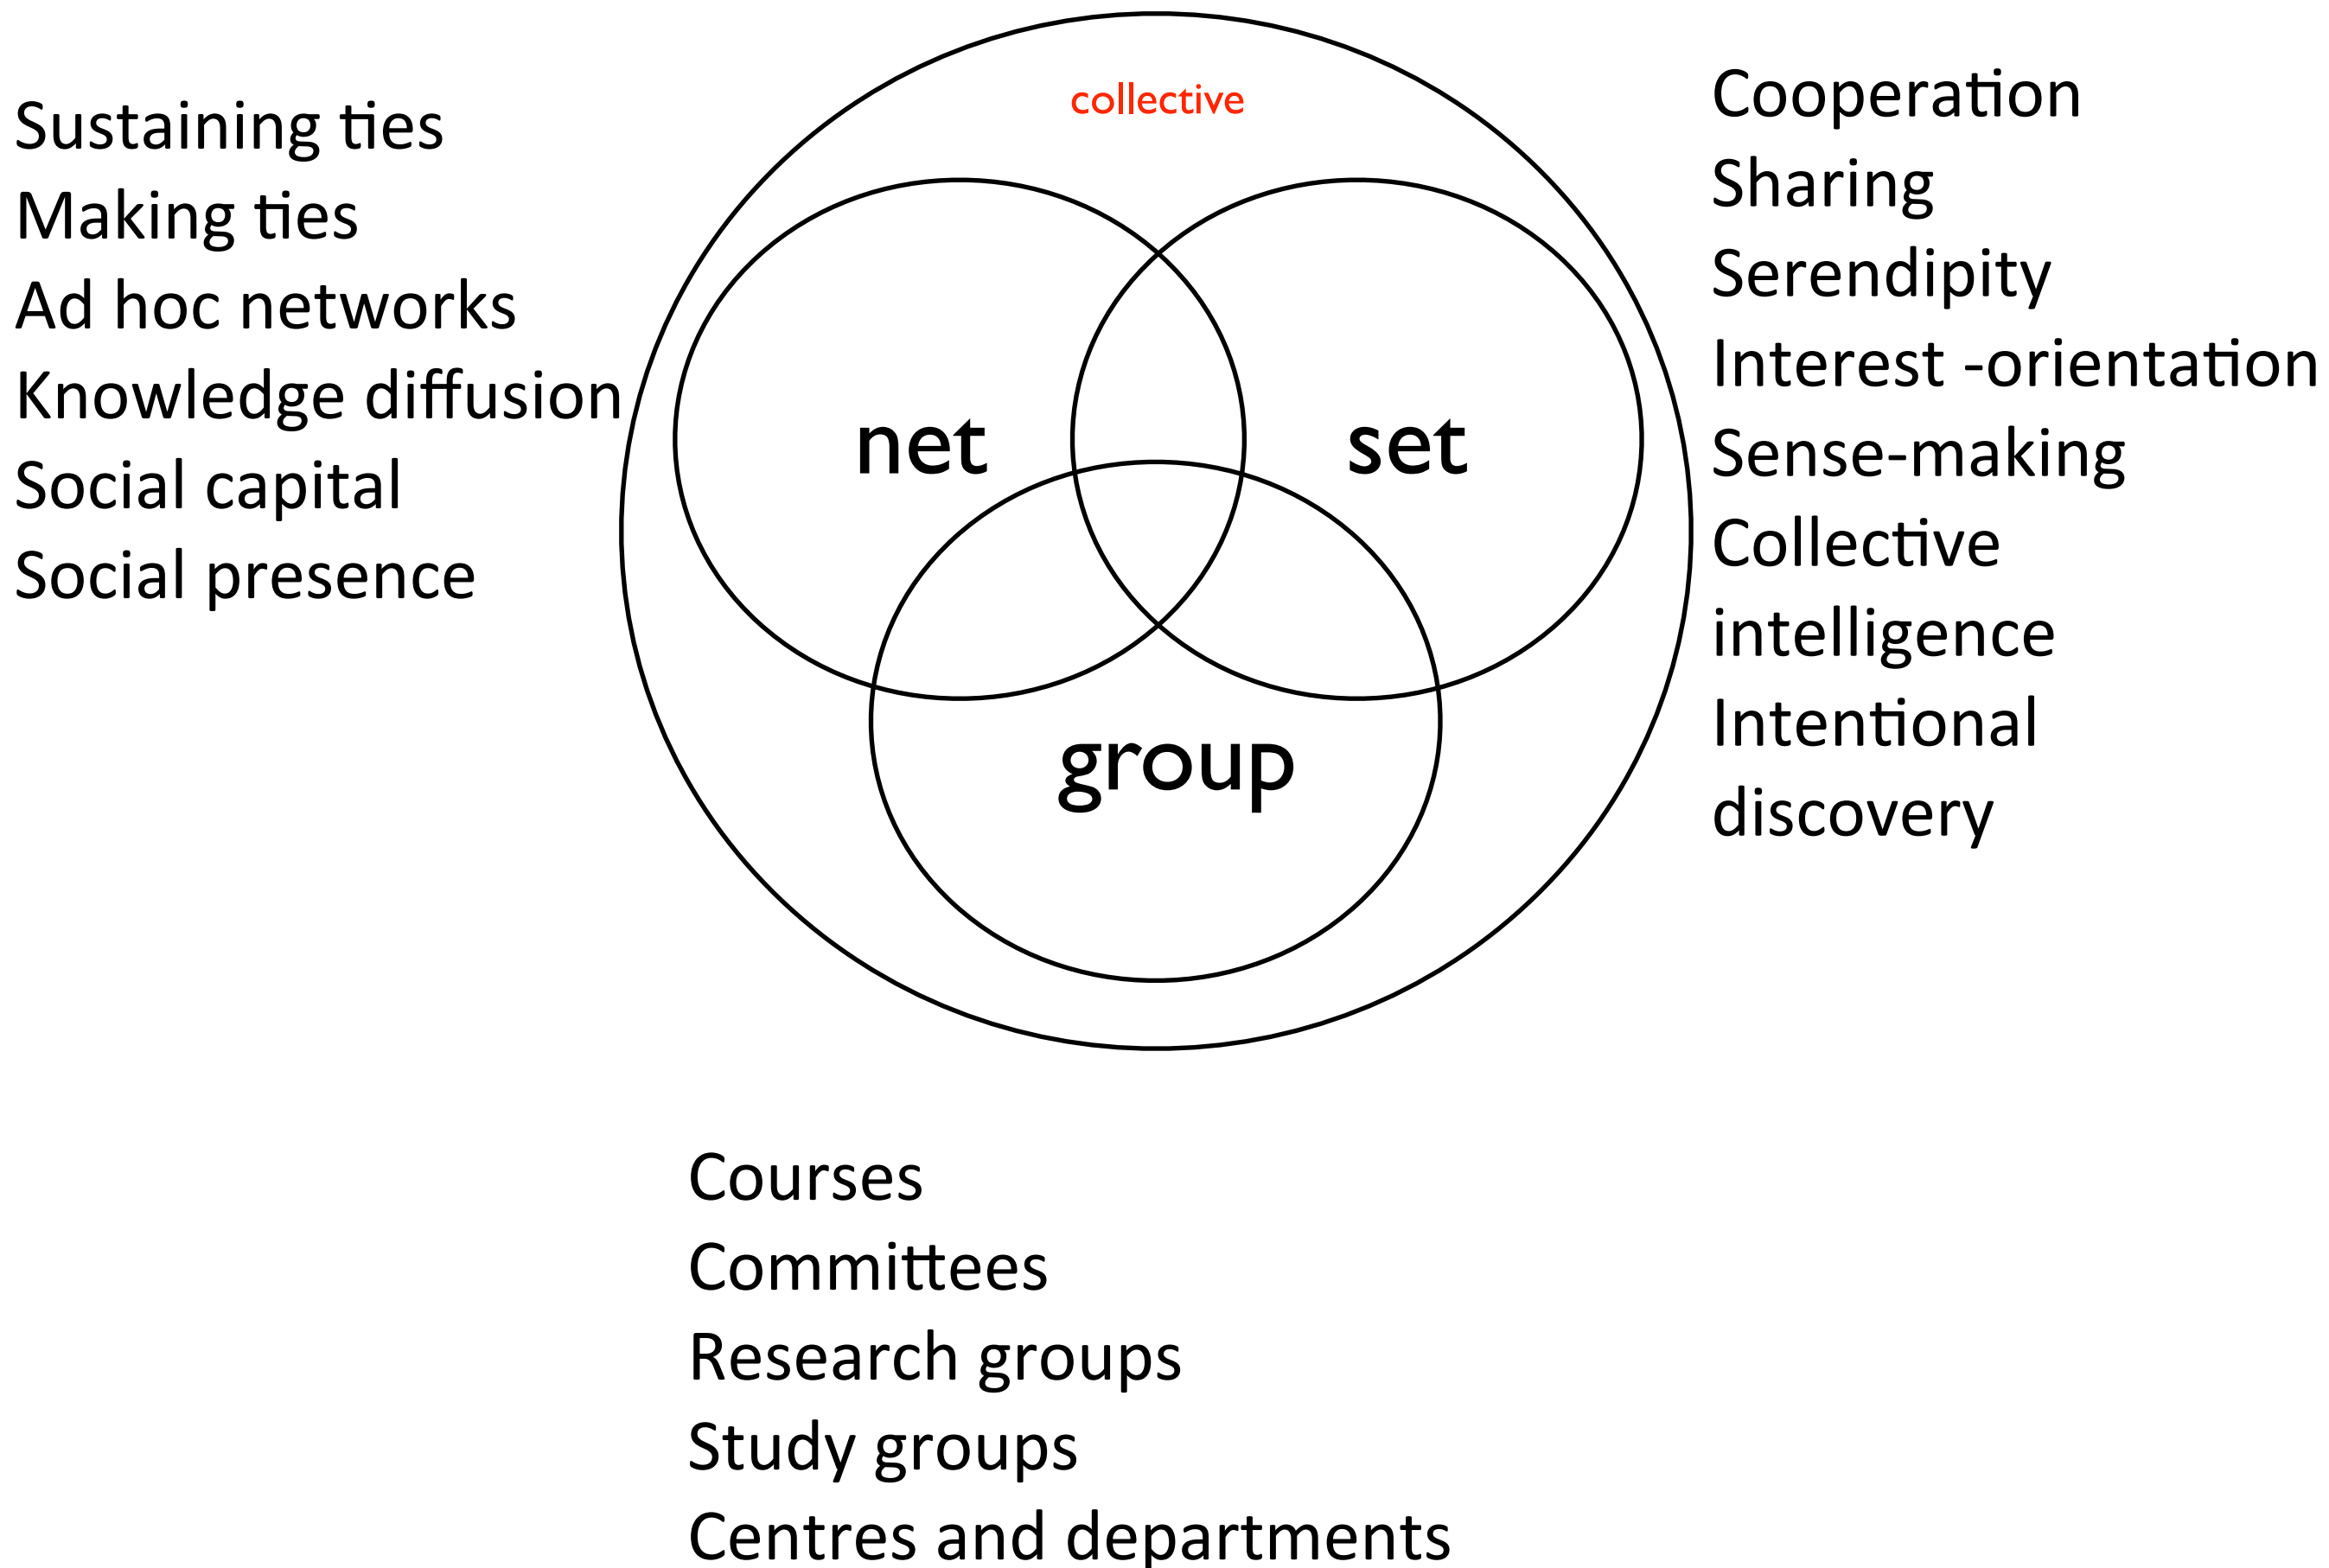 collective
Sustaining ties
Making ties
Ad hoc networks
Knowledge diffusion
Social capital
Social presence
net
set
group
Cooperation
Sharing
Serendipity
Interest -orientation
Sense-making
Collective
intelligence
Intentional
discovery
Courses
Committees
Research groups
Study groups
Centres and departments